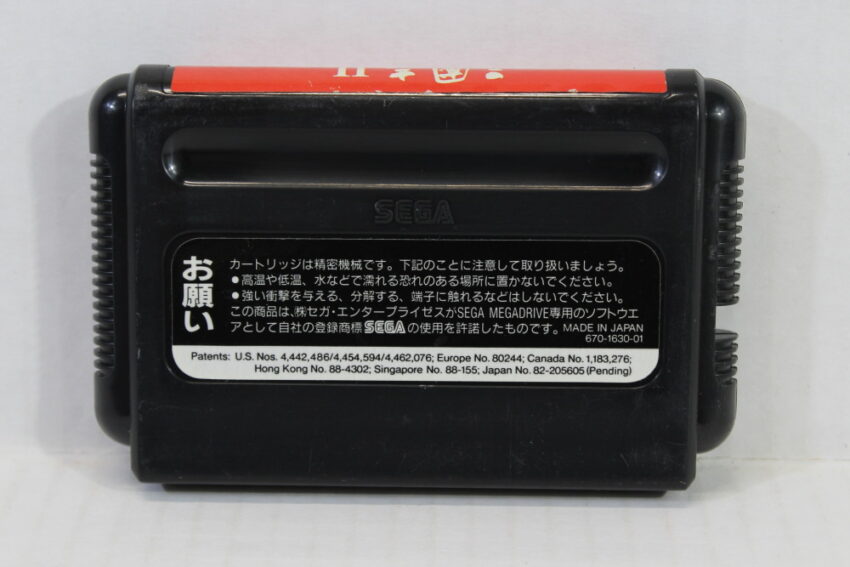 II
SEGA
お願い
カートリッジは精密機械です。下記のことに注意して取り扱いましょう。
●高温や低温、水などで濡れる恐れのある場所に置かないでください。
●強い衝撃を与える、分解する、端子に触れるなどはしないでください。
この商品は、㈱セガ・エンタープライゼスがSEGA MEGADRIVE専用のソフトウエ
アとして自社の登録商標SEGAの使用を許諾したものです。 MADE IN JAPAN
670-1630-01
Patents: U.S. Nos. 4,442,486/4,454,594/4,462,076; Europe No. 80244; Canada No. 1,183,276;
Hong Kong No. 88-4302; Singapore No. 88-155; Japan No. 82-205605 (Pending)